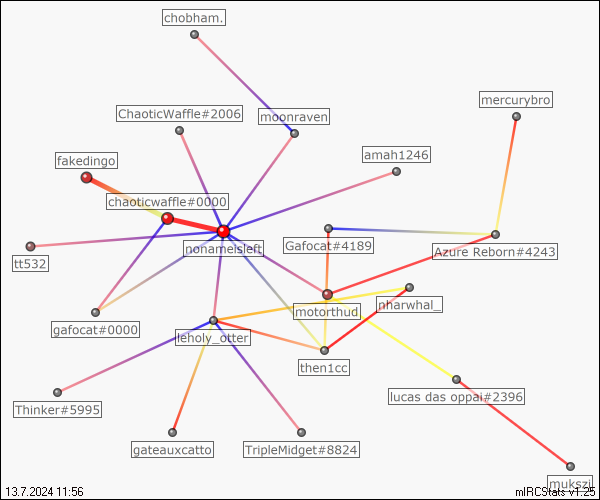 chobham.
mercurybro
ChaoticWaffle#2006
moonraven
amah1246
fakedingo
chaoticwaffle#0000
nonameisleft
Gafocat#4189
Azure Reborn#4243
tt532
motorthud
nharwhal_
gafocat#0000
leholy_otter
then1cc
lucas das oppai#2396
Thinker#5995
gateauxcatto
TripleMidget#8824
mukszi
13.7.2024 11:56
mIRCStats v1.25